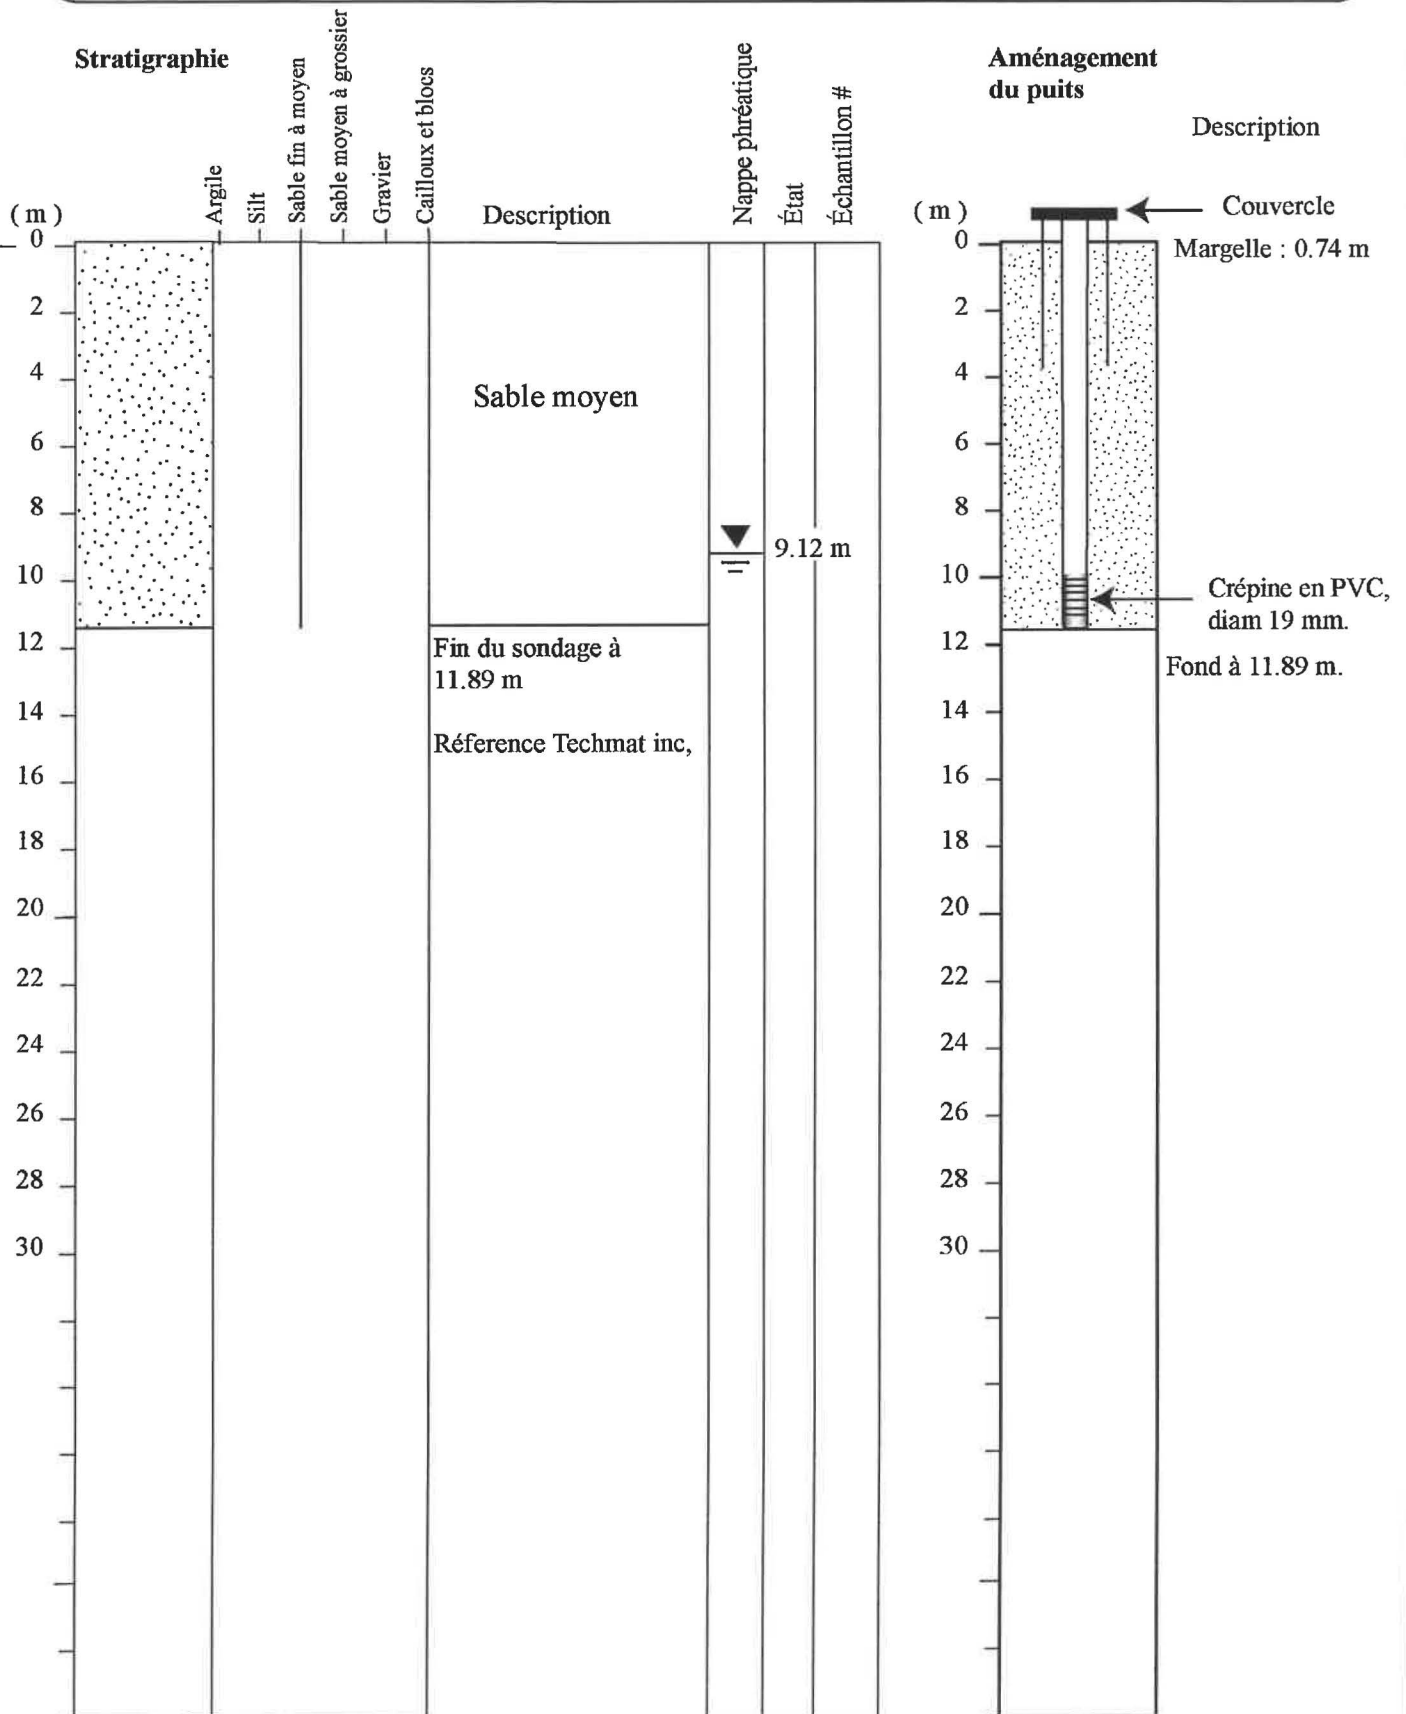 Stratigraphie
Argile
Silt
Sable fin à moyen
Sable moyen à grossier
Gravier
Cailloux et blocs
Description
Nappe phréatique
État
Échantillon #
(m)
0
2
4
6
8
10
12
14
16
18
20
22
24
26
28
30
Sable moyen
9.12 m
Fin du sondage à
11.89 m
Réference Techmat inc,
Aménagement
du puits
Description
(m)
0
2
4
6
8
10
12
14
16
18
20
22
24
26
28
30
Couvercle
Margelle : 0.74 m
Crépine en PVC,
diam 19 mm.
Fond à 11.89 m.